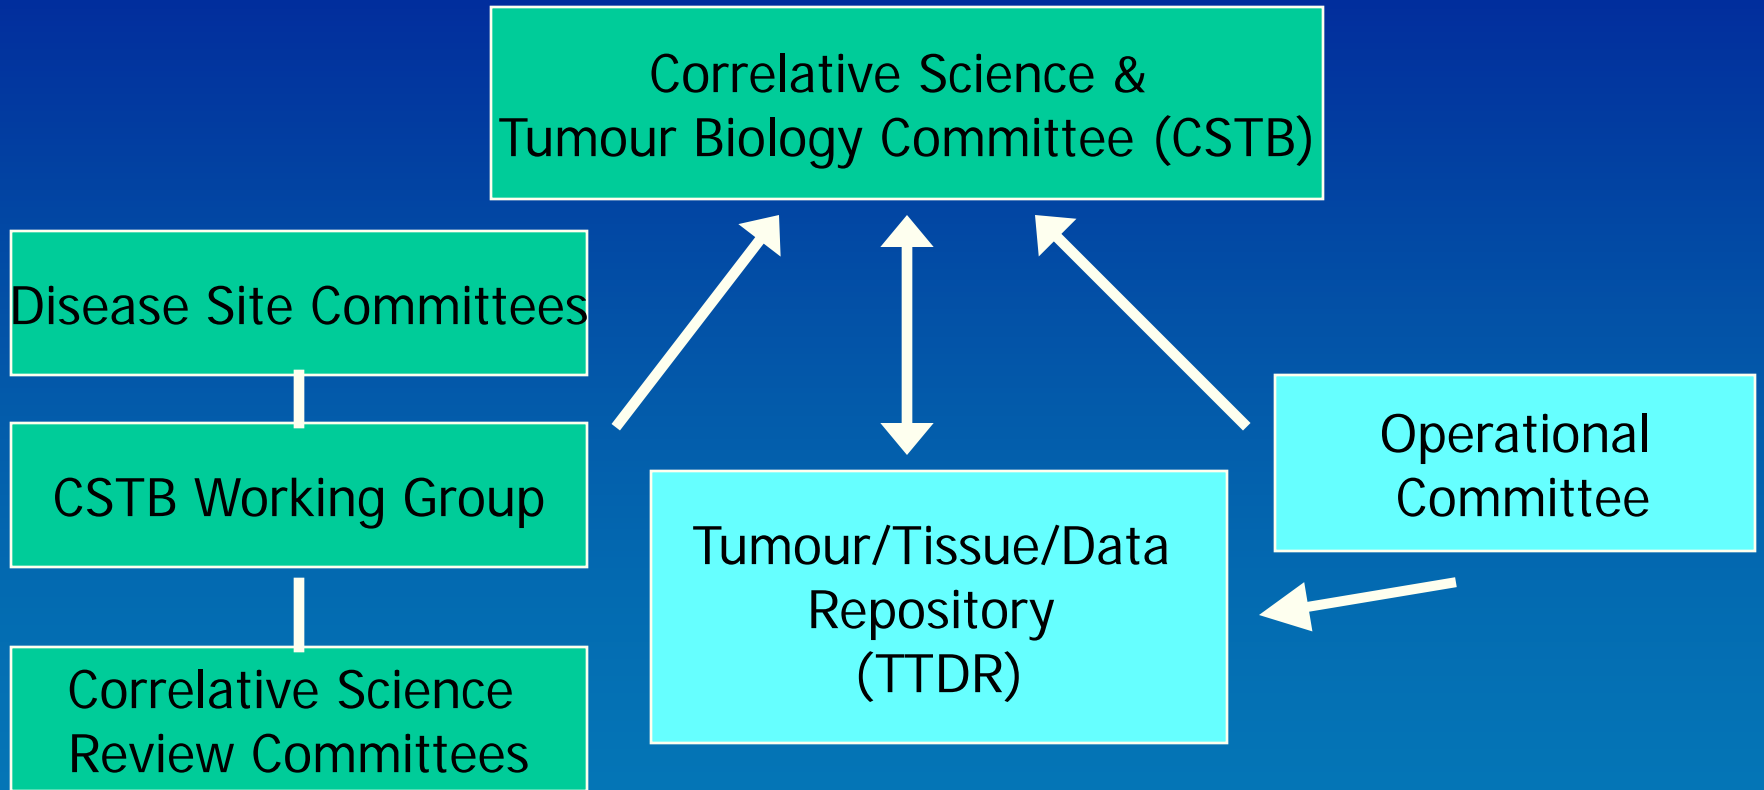 Correlative Science &
Tumour Biology Committee (CSTB)
Disease Site Committees
CSTB Working Group
Correlative Science
Review Committees
Tumour/Tissue/Data
Repository
(TTDR)
Operational
Committee